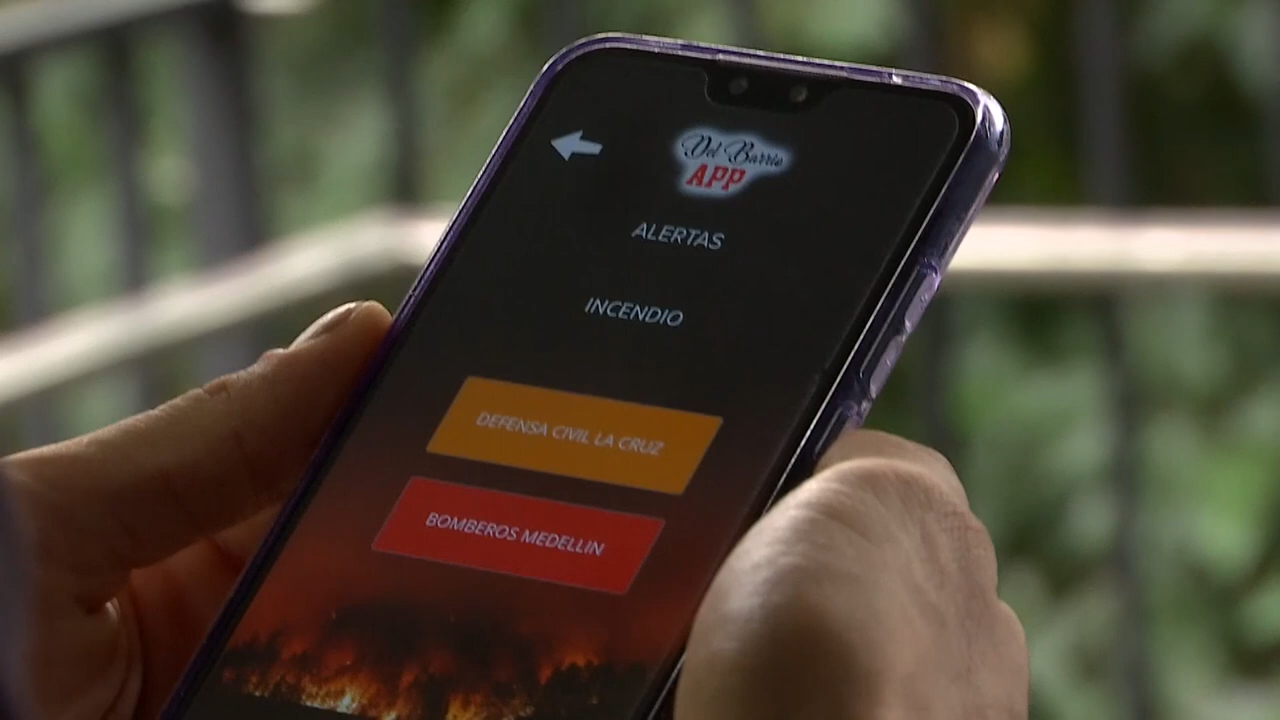 Del Barrio
APP
ALERTAS
INCENDIO
DEFENSA CIVIL LA CRUZ
BOMBEROS MEDELLIN